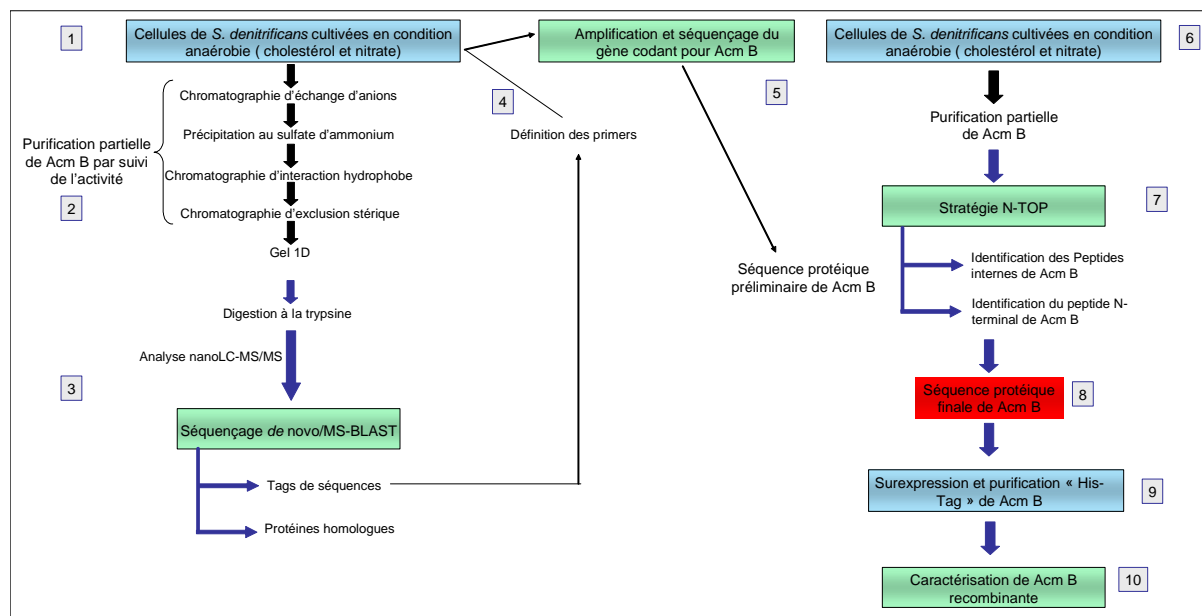 1
Cellules de S. denitrificans cultivées en condition
anaérobie ( cholestérol et nitrate)
Chromatographie d'échange d'anions
Précipitation au sulfate d'ammonium
Purification partielle
de Acm B par suivi
de l'activité
Chromatographie d'interaction hydrophobe
2
Chromatographie d'exclusion stérique
Gel 1D
Digestion à la trypsine
Analyse nanoLC-MS/MS
3
Séquençage de novo/MS-BLAST
Tags de séquences
Protéines homologues
4
Définition des primers
Amplification et séquençage du
gène codant pour Acm B
5
Séquence protéique
préliminaire de Acm B
Cellules de S. denitrificans cultivées en condition
anaérobie ( cholestérol et nitrate)
6
Purification partielle
de Acm B
Stratégie N-TOP
7
Identification des Peptides
internes de Acm B
Identification du peptide N-
terminal de Acm B
Séquence protéique
finale de Acm B
8
Surexpression et purification « His-
Tag » de Acm B
9
Caractérisation de Acm B
recombinante
10